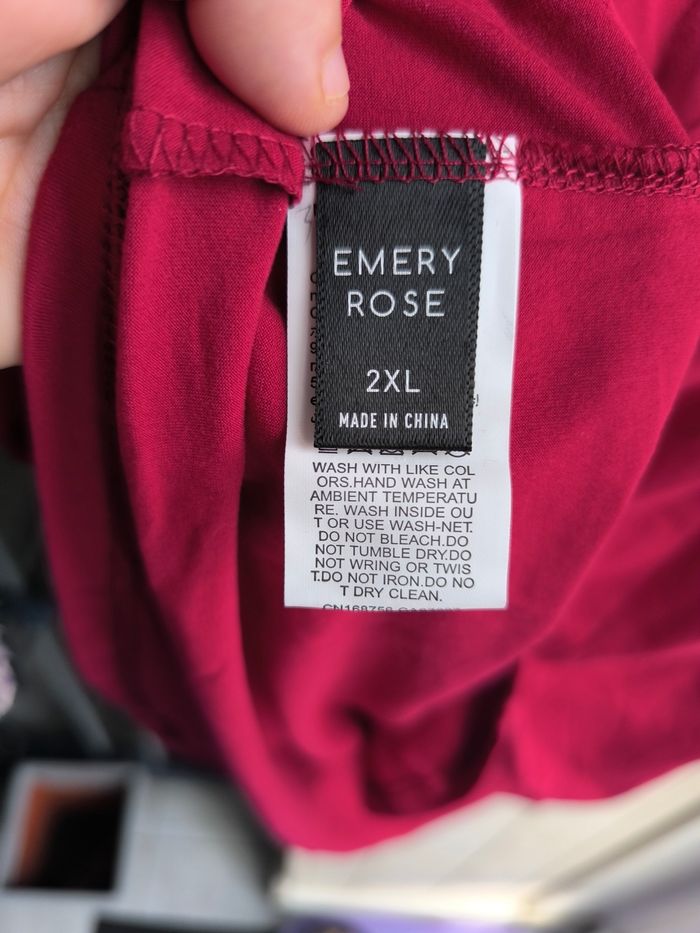 EMERY
ROSE
2XL
MADE IN CHINA
WASH WITH LIKE COL
ORS.HAND WASH AT
AMBIENT TEMPERATU
RE. WASH INSIDE OU
T OR USE WASH-NET.
DO NOT BLEACH.DO
NOT TUMBLE DRY.DO
NOT WRING OR TWIS
T.DO NOT IRON.DO NO
T DRY CLEAN.